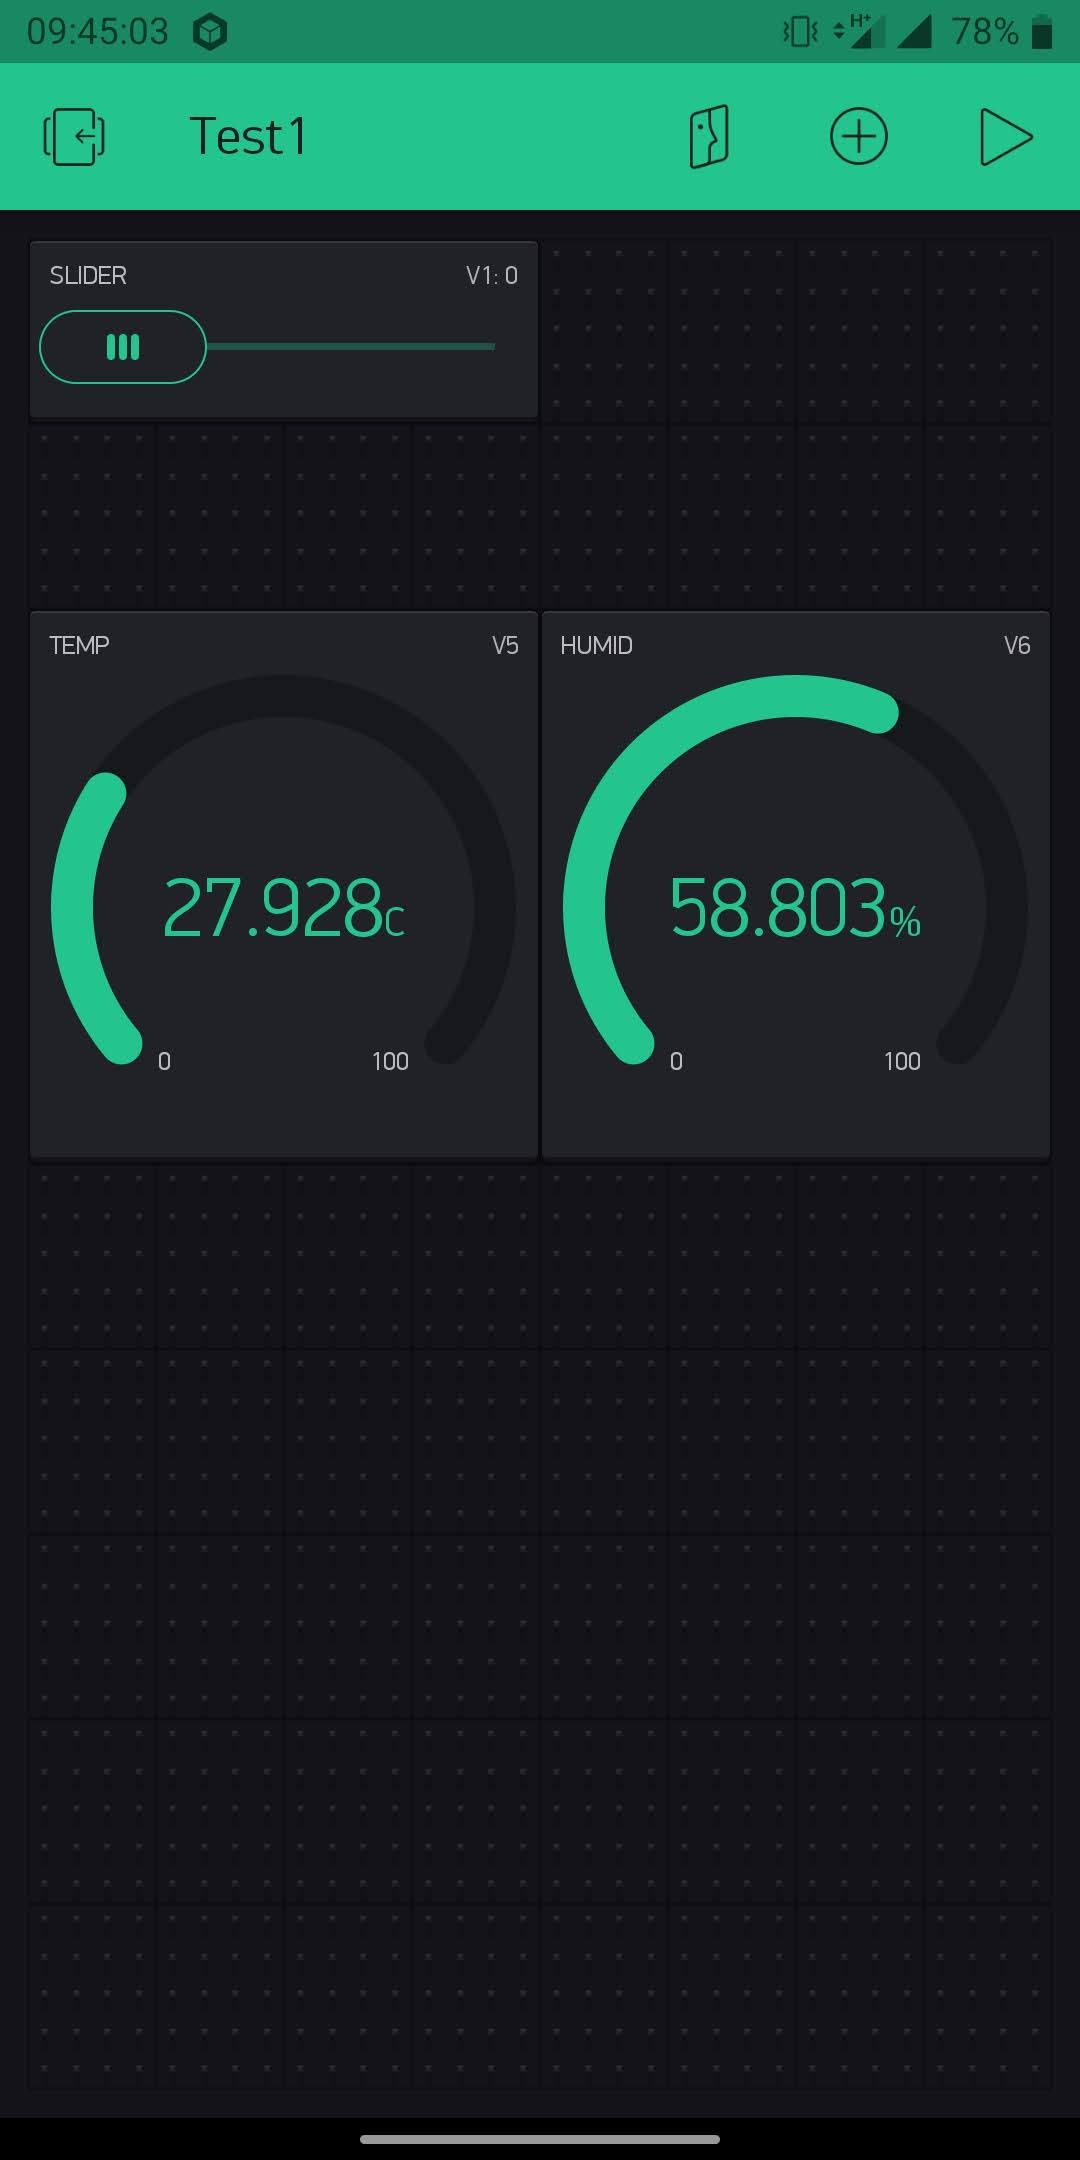 09:45:03 H+ 78%
Test1
SLIDER V1: 0
TEMP V5 HUMID V6
27.928C 58.803%
0 100 0 100